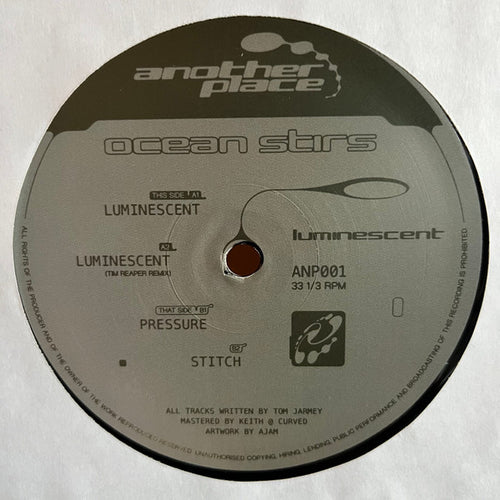 another
place
ocean stirs
THIS SIDE A1
LUMINESCENT
luminescent
A2
LUMINESCENT
(TIM REAPER REMIX)
ANP001
33 1/3 RPM
THAT SIDE B1
PRESSURE
B2
STITCH
ALL TRACKS WRITTEN BY TOM JARMEY
MASTERED BY KEITH @ CURVED
ARTWORK BY AJAM
ALL RIGHTS OF THE PRODUCER AND OF THE OWNER OF THE WORK REPRODUCED RESERVED. UNAUTHORISED COPYING, HIRING, LENDING, PUBLIC PERFORMANCE AND BROADCASTING OF THIS RECORDING IS PROHIBITED.